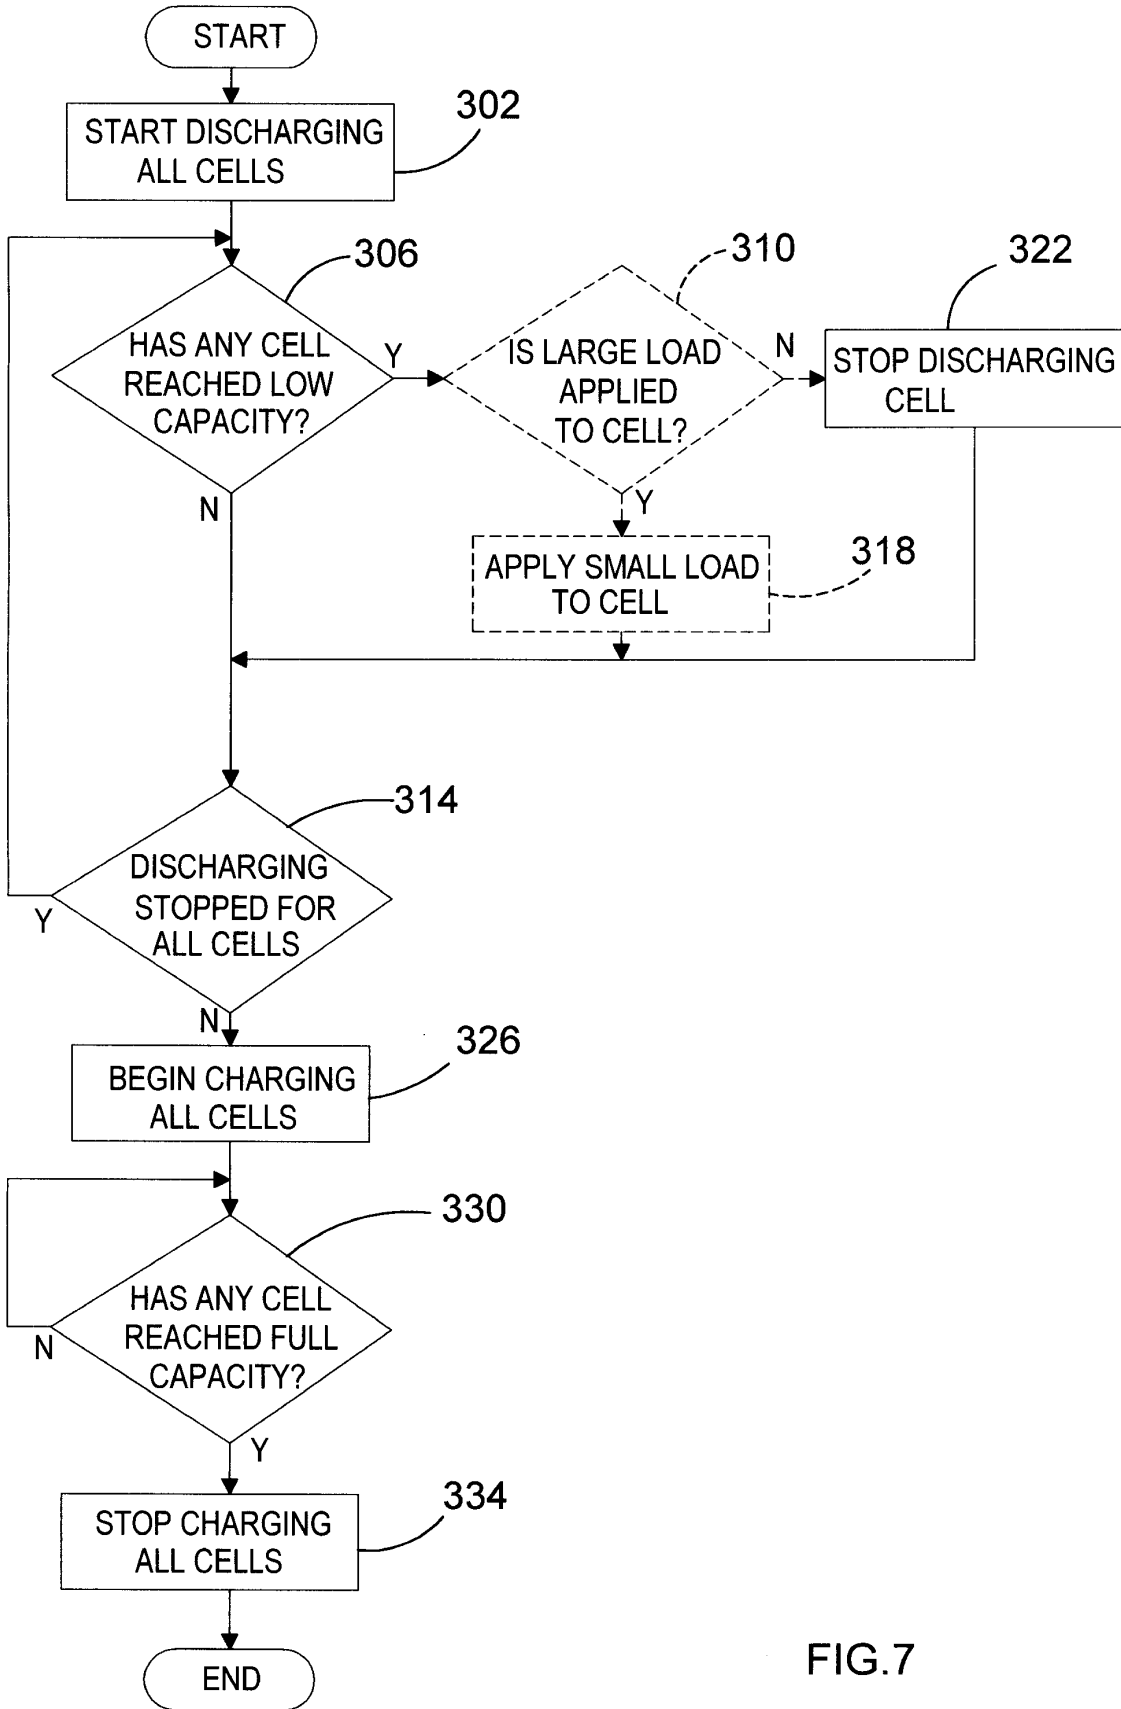 START
302
START DISCHARGING
ALL CELLS
306
310
322
HAS ANY CELL
REACHED LOW
CAPACITY?
Y
IS LARGE LOAD
APPLIED
TO CELL?
N
STOP DISCHARGING
CELL
N
Y
318
APPLY SMALL LOAD
TO CELL
314
DISCHARGING
STOPPED FOR
ALL CELLS
Y
N
326
BEGIN CHARGING
ALL CELLS
330
HAS ANY CELL
REACHED FULL
CAPACITY?
N
Y
334
STOP CHARGING
ALL CELLS
END
FIG.7